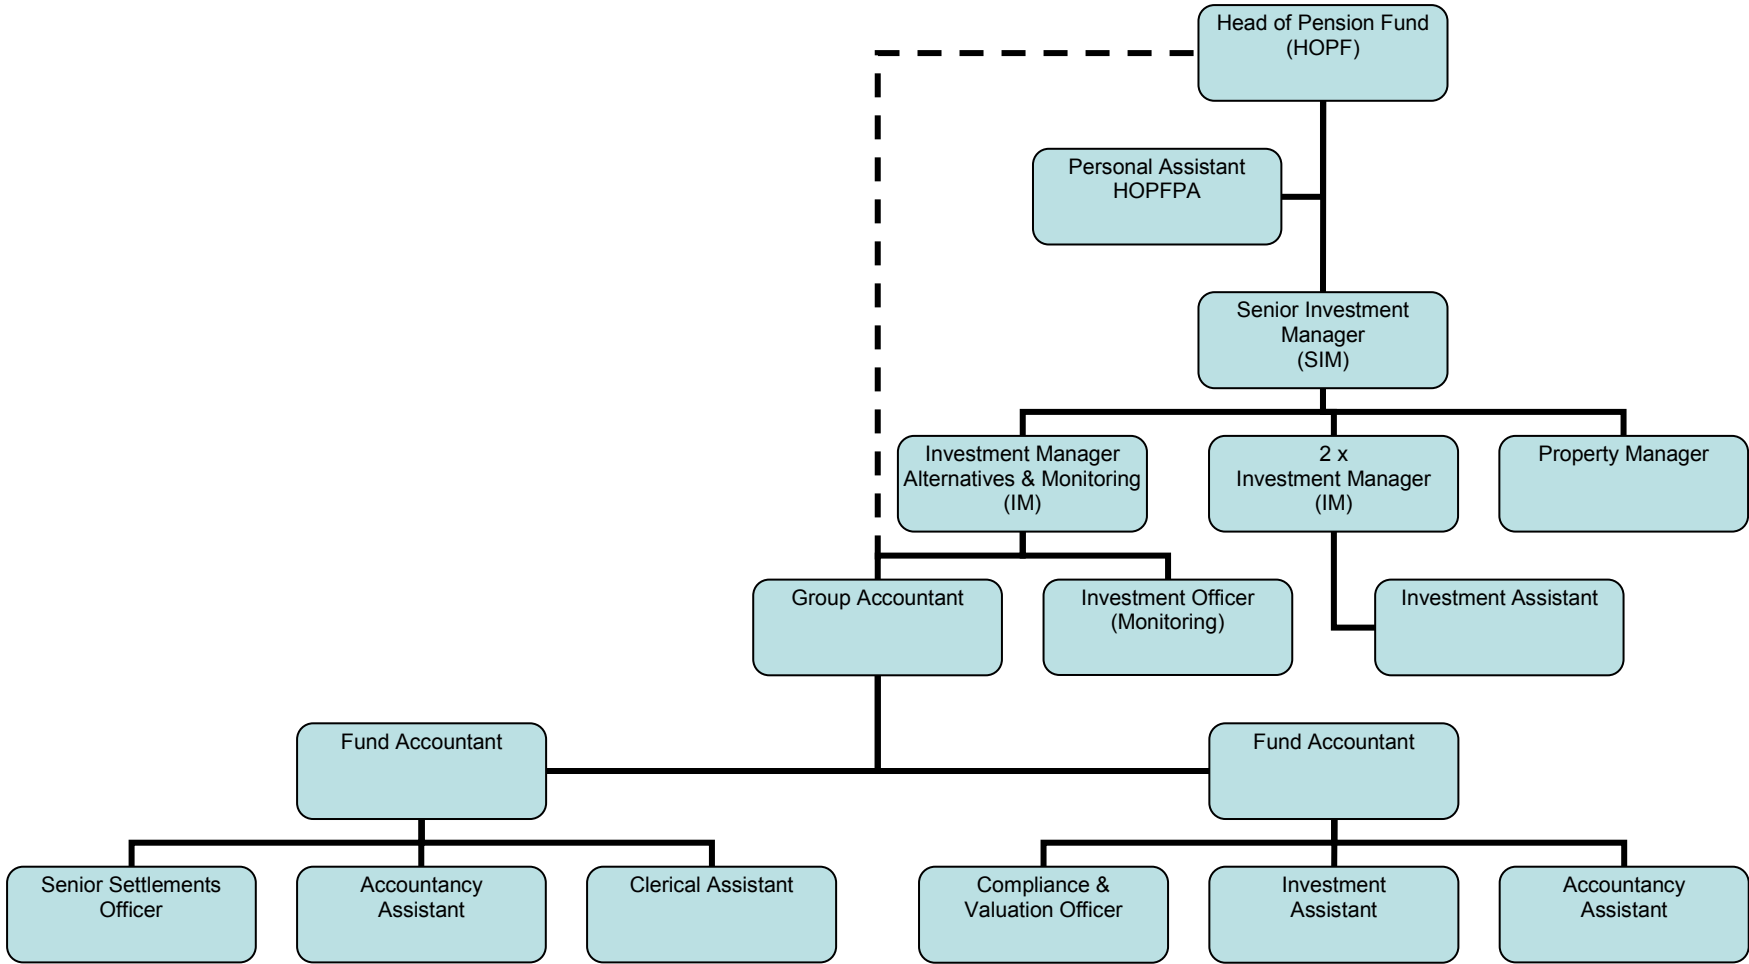 Head of Pension Fund
(HOPF)
Personal Assistant
HOPFPA
Senior Investment
Manager
(SIM)
Investment Manager
Alternatives & Monitoring
(IM)
2 x
Investment Manager
(IM)
Property Manager
Group Accountant
Investment Officer
(Monitoring)
Investment Assistant
Fund Accountant
Fund Accountant
Senior Settlements
Officer
Accountancy
Assistant
Clerical Assistant
Compliance &
Valuation Officer
Investment
Assistant
Accountancy
Assistant